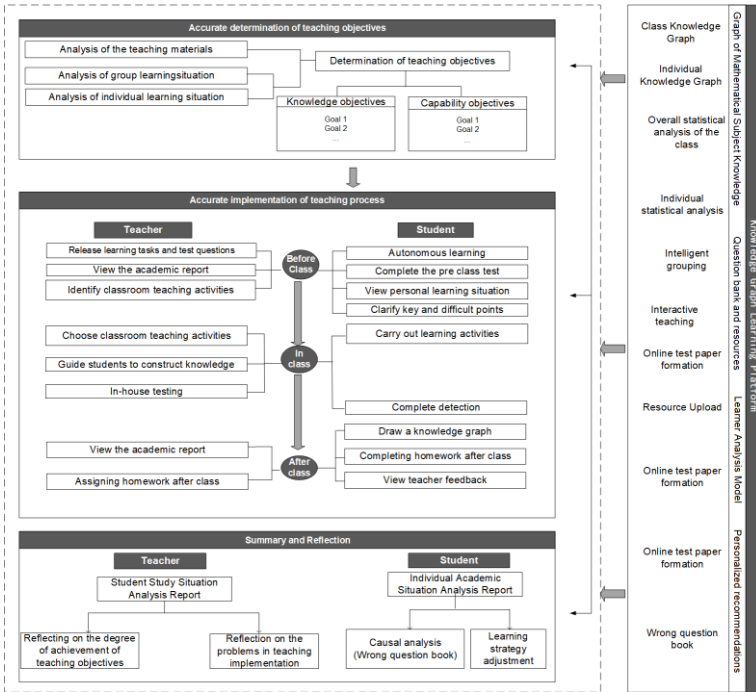 Accurate determination of teaching objectives
Analysis of the teaching materials
Analysis of group learningsituation
Analysis of individual learning situation
Determination of teaching objectives
Knowledge objectives
Goal 1
Goal 2
...
Capability objectives
Goal 1
Goal 2
...
Accurate implementation of teaching process
Teacher
Student
Release learning tasks and test questions
View the academic report
Identify classroom teaching activities
Before
Class
Autonomous learning
Complete the pre class test
View personal learning situation
Clarify key and difficult points
Choose classroom teaching activities
Guide students to construct knowledge
In-house testing
In
class
Carry out learning activities
Complete detection
View the academic report
Assigning homework after class
After
class
Draw a knowledge graph
Completing homework after class
View teacher feedback
Summary and Reflection
Teacher
Student Study Situation
Analysis Report
Reflecting on the degree
of achievement of
teaching objectives
Reflection on the
problems in teaching
implementation
Student
Individual Academic
Situation Analysis Report
Causal analysis
(Wrong question book)
Learning
strategy
adjustment
Class Knowledge
Graph
Individual
Knowledge Graph
Overall statistical
analysis of the
class
Individual
statistical analysis
Intelligent
grouping
Interactive
teaching
Online test paper
formation
Resource Upload
Online test paper
formation
Online test paper
formation
Wrong question
book
Graph of Mathematical Subject Knowledge
Question bank and resources
Learner Analysis Model
Personalized recommendations
Knowledge Graph Learning Platform